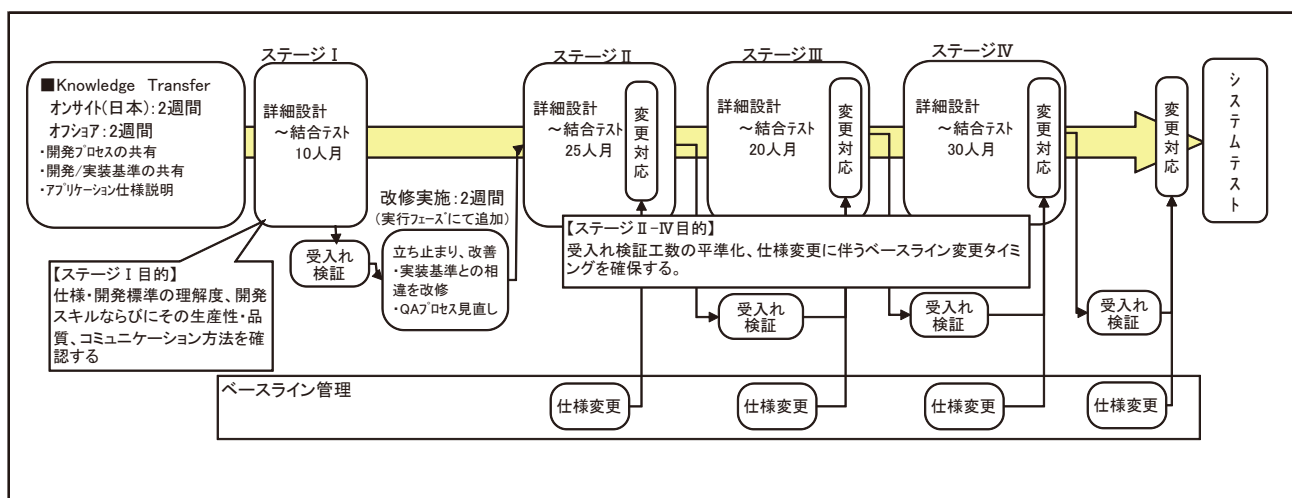 ■Knowledge Transfer
オンサイト(日本):2週間
オフショア:2週間
・開発プロセスの共有
・開発/実装基準の共有
・アプリケーション仕様説明
ステージⅠ
詳細設計
～結合テスト
10人月
ステージⅡ
詳細設計
～結合テスト
25人月
変更対応
ステージⅢ
詳細設計
～結合テスト
20人月
変更対応
ステージⅣ
詳細設計
～結合テスト
30人月
変更対応
変更対応
システムテスト
改修実施:2週間
(実行フェーズにて追加)
受入れ
検証
立ち止まり、改善
・実装基準との相
違を改修
・QAプロセス見直し
【ステージⅠ目的】
仕様・開発標準の理解度、開発
スキルならびにその生産性・品
質、コミュニケーション方法を確
認する
【ステージⅡ-Ⅳ目的】
受入れ検証工数の平準化、仕様変更に伴うベースライン変更タイミ
ングを確保する。
受入れ
検証
受入れ
検証
受入れ
検証
ベースライン管理
仕様変更
仕様変更
仕様変更
仕様変更